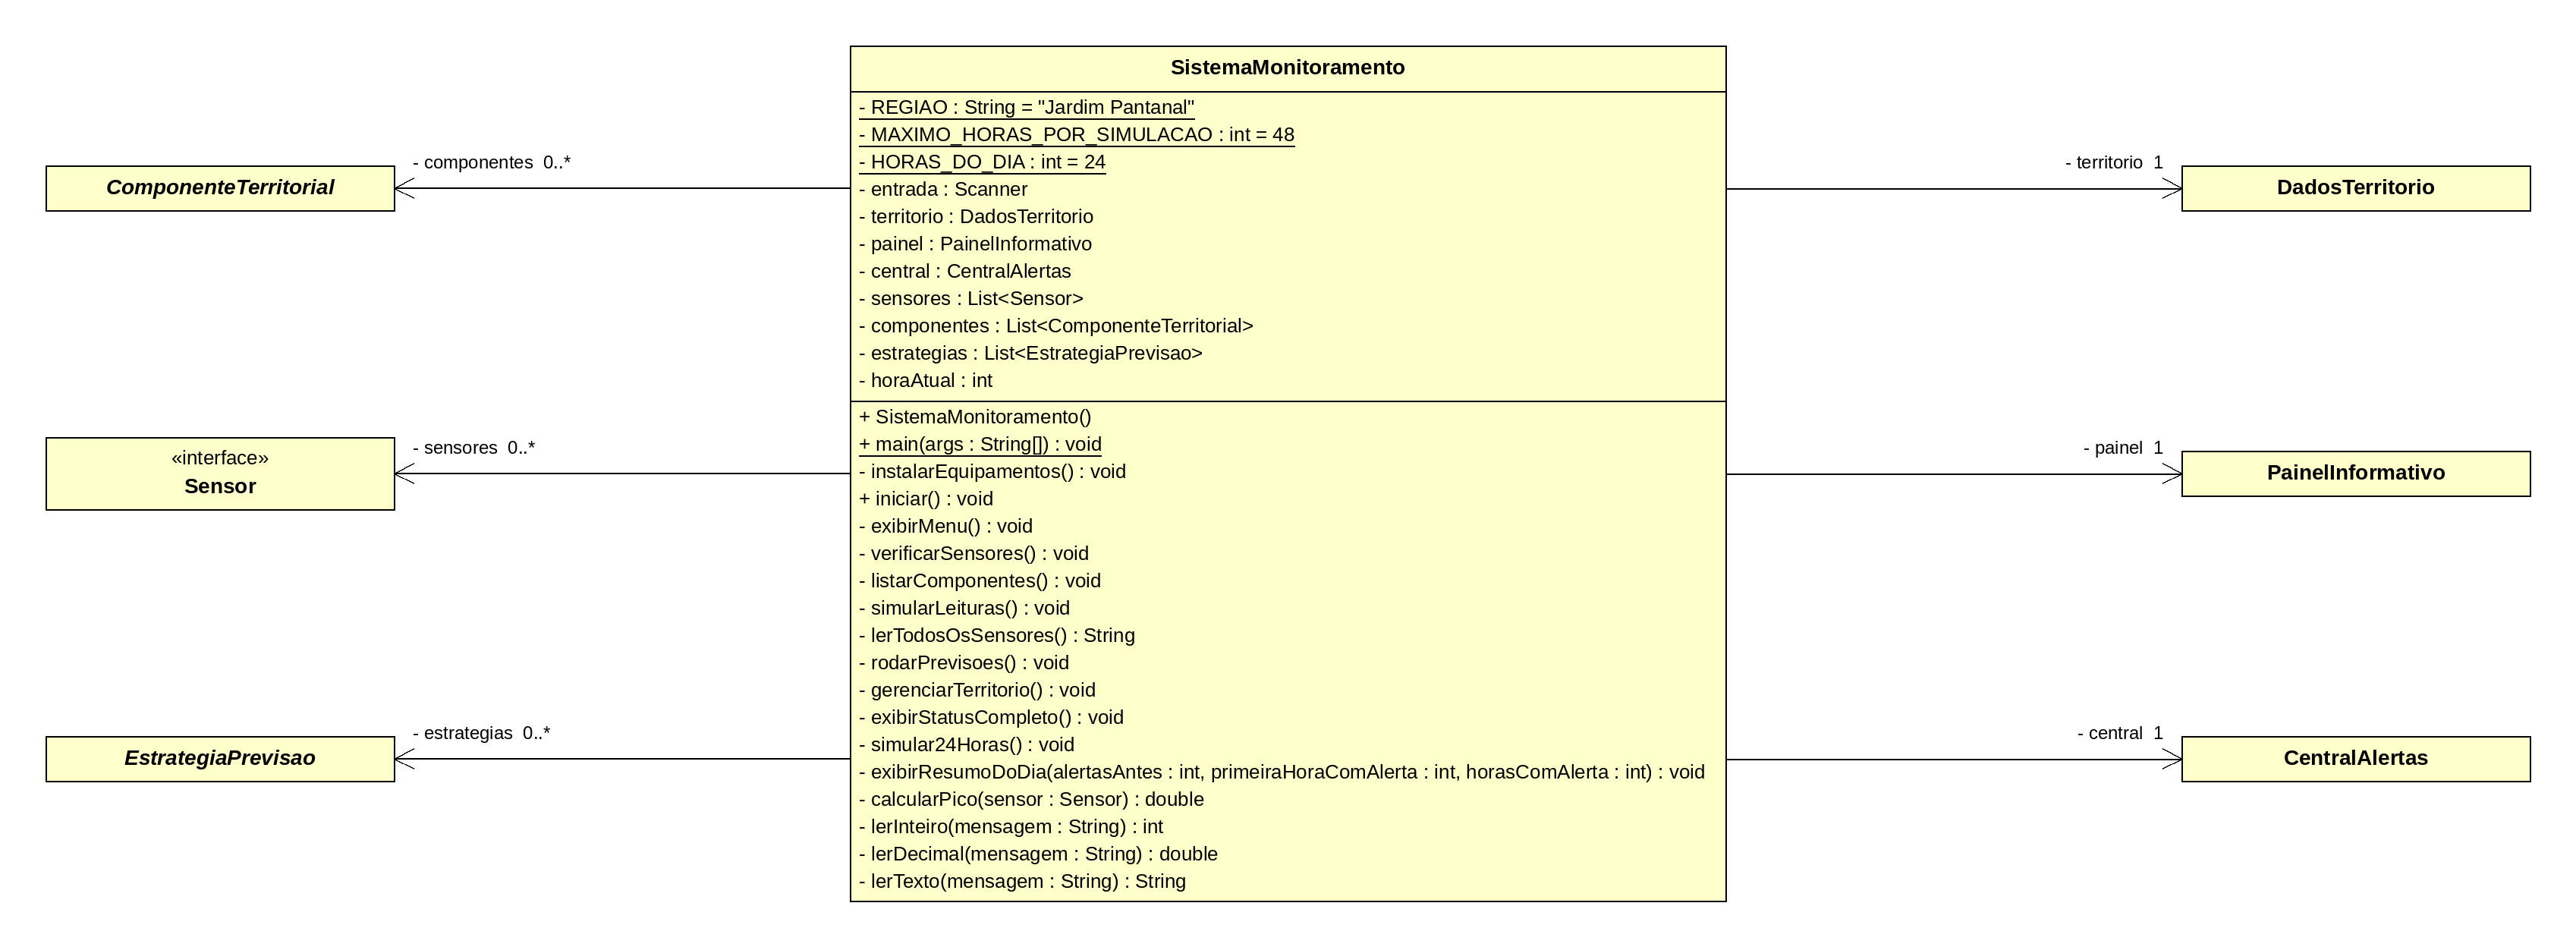 SistemaMonitoramento
- REGIAO : String = "Jardim Pantanal"
- MAXIMO_HORAS_POR_SIMULACAO : int = 48
- HORAS_DO_DIA : int = 24
- entrada : Scanner
- territorio : DadosTerritorio
- painel : PainelInformativo
- central : CentralAlertas
- sensores : List<Sensor>
- componentes : List<ComponenteTerritorial>
- estrategias : List<EstrategiaPrevisao>
- horaAtual : int
+ SistemaMonitoramento()
+ main(args : String[]) : void
- instalarEquipamentos() : void
+ iniciar() : void
- exibirMenu() : void
- verificarSensores() : void
- listarComponentes() : void
- simularLeituras() : void
- lerTodosOsSensores() : String
- rodarPrevisoes() : void
- gerenciarTerritorio() : void
- exibirStatusCompleto() : void
- simular24Horas() : void
- exibirResumoDoDia(alertasAntes : int, primeiraHoraComAlerta : int, horasComAlerta : int) : void
- calcularPico(sensor : Sensor) : double
- lerInteiro(mensagem : String) : int
- lerDecimal(mensagem : String) : double
- lerTexto(mensagem : String) : String
- componentes 0..*
ComponenteTerritorial
- sensores 0..*
«interface»
Sensor
- estrategias 0..*
EstrategiaPrevisao
- territorio 1
DadosTerritorio
- painel 1
PainelInformativo
- central 1
CentralAlertas